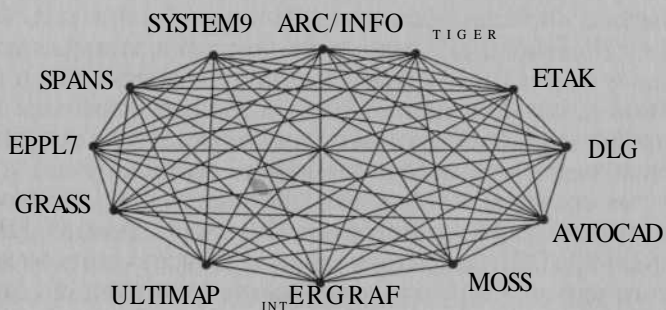 SYSTEM9 ARC/INFO TIGER
SPANS ETAK
EPPL7 DLG
GRASS AVTOCAD
ULTIMAP INTERGRAF MOSS